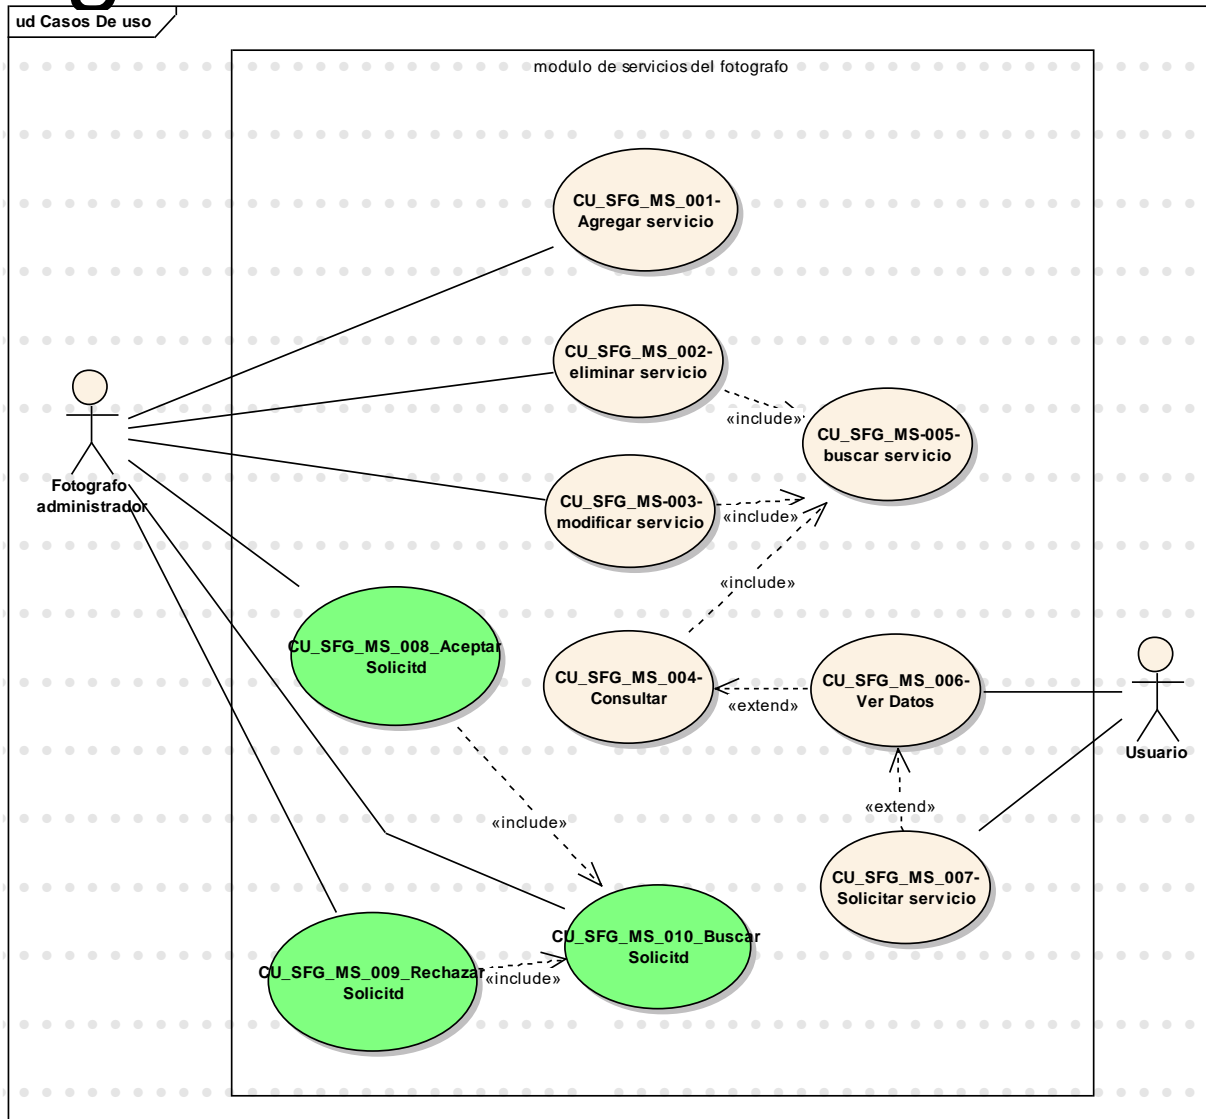 ud Casos De uso
modulo de servicios del fotografo
CU_SFG_MS_001-
Agregar servicio
CU_SFG_MS_002-
eliminar servicio
«include»
CU_SFG_MS-005-
buscar servicio
Fotografo
administrador
CU_SFG_MS-003-
modificar servicio
«include»
«include»
CU_SFG_MS_008_Aceptar
Solicitd
CU_SFG_MS_004-
Consultar
«extend»
CU_SFG_MS_006-
Ver Datos
Usuario
«extend»
«include»
CU_SFG_MS_007-
Solicitar servicio
CU_SFG_MS_010_Buscar
Solicitd
CU_SFG_MS_009_Rechazar
Solicitd
«include»